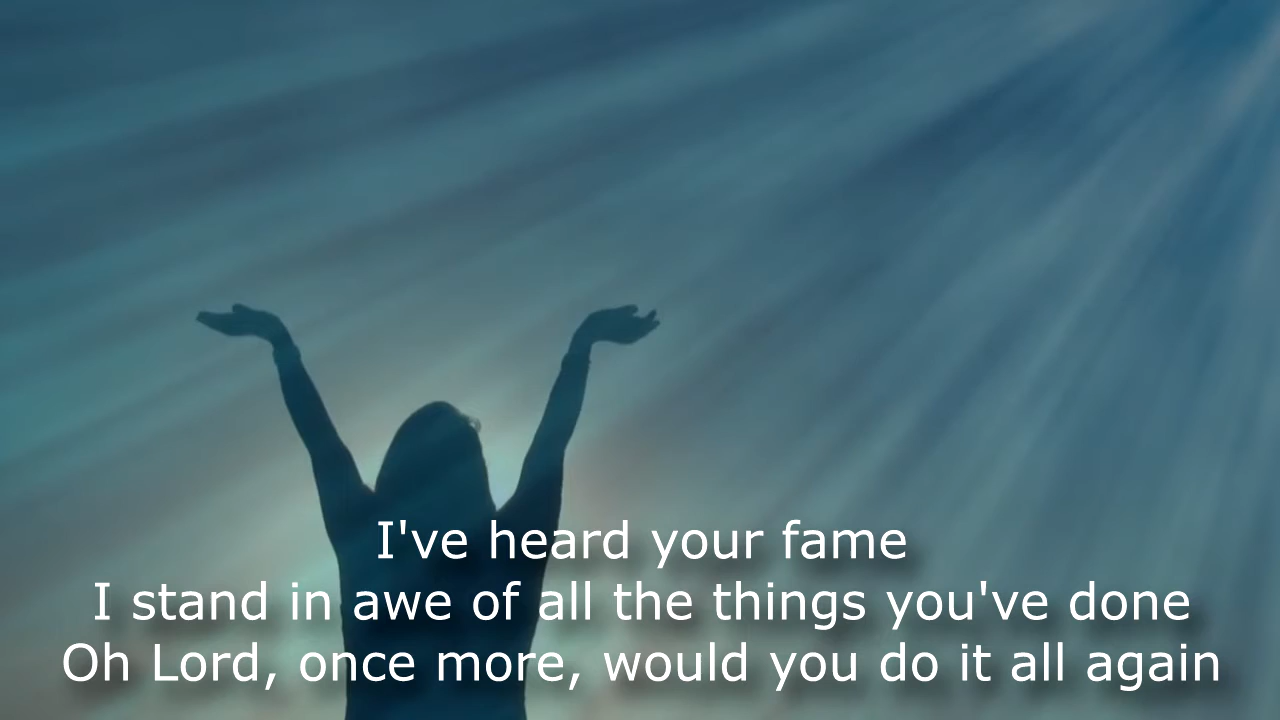 I've heard your fame
I stand in awe of all the things you've done
Oh Lord, once more, would you do it all again